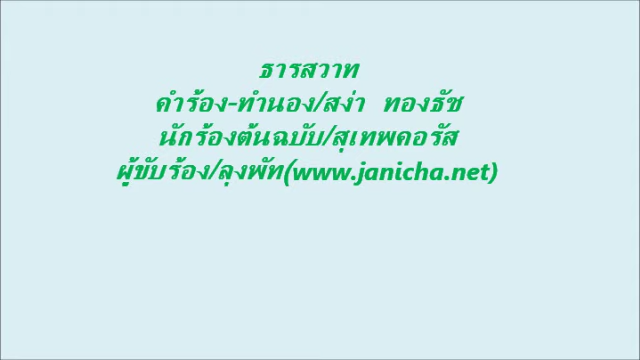 ธารสวาท
คำร้อง-ทำนอง/สง่า ทองธัช
นักร้องต้นฉบับ/สุเทพคอรัส
ผู้ขับร้อง/ลุงพัท(www.janicha.net)